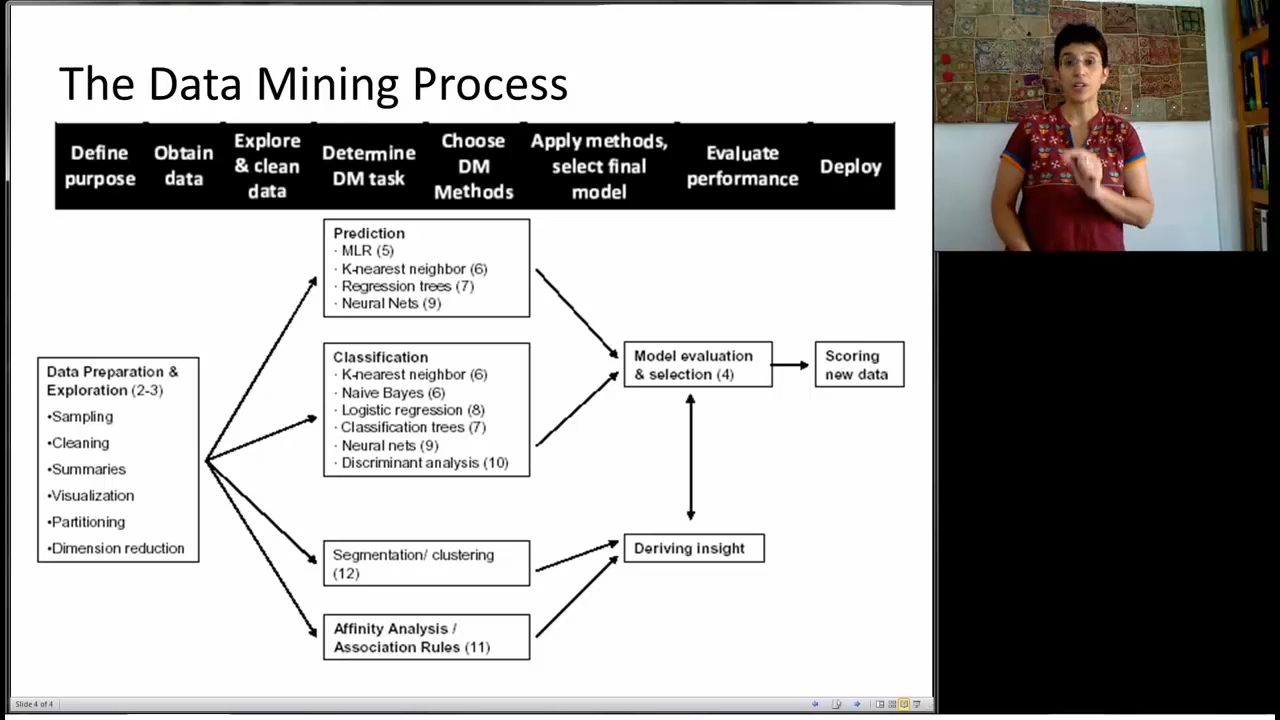 The Data Mining Process
Define
purpose
Obtain
data
Explore
& clean
data
Determine
DM task
Choose
DM
Methods
Apply methods,
select final
model
Evaluate
performance
Deploy
Data Preparation &
Exploration (2-3)
•Sampling
•Cleaning
•Summaries
•Visualization
•Partitioning
•Dimension reduction
Prediction
· MLR (5)
· K-nearest neighbor (6)
· Regression trees (7)
· Neural Nets (9)
Classification
· K-nearest neighbor (6)
· Naive Bayes (6)
· Logistic regression (8)
· Classification trees (7)
· Neural nets (9)
· Discriminant analysis (10)
Segmentation/ clustering
(12)
Affinity Analysis /
Association Rules (11)
Model evaluation
& selection (4)
Deriving insight
Scoring
new data
Slide 4 of 4